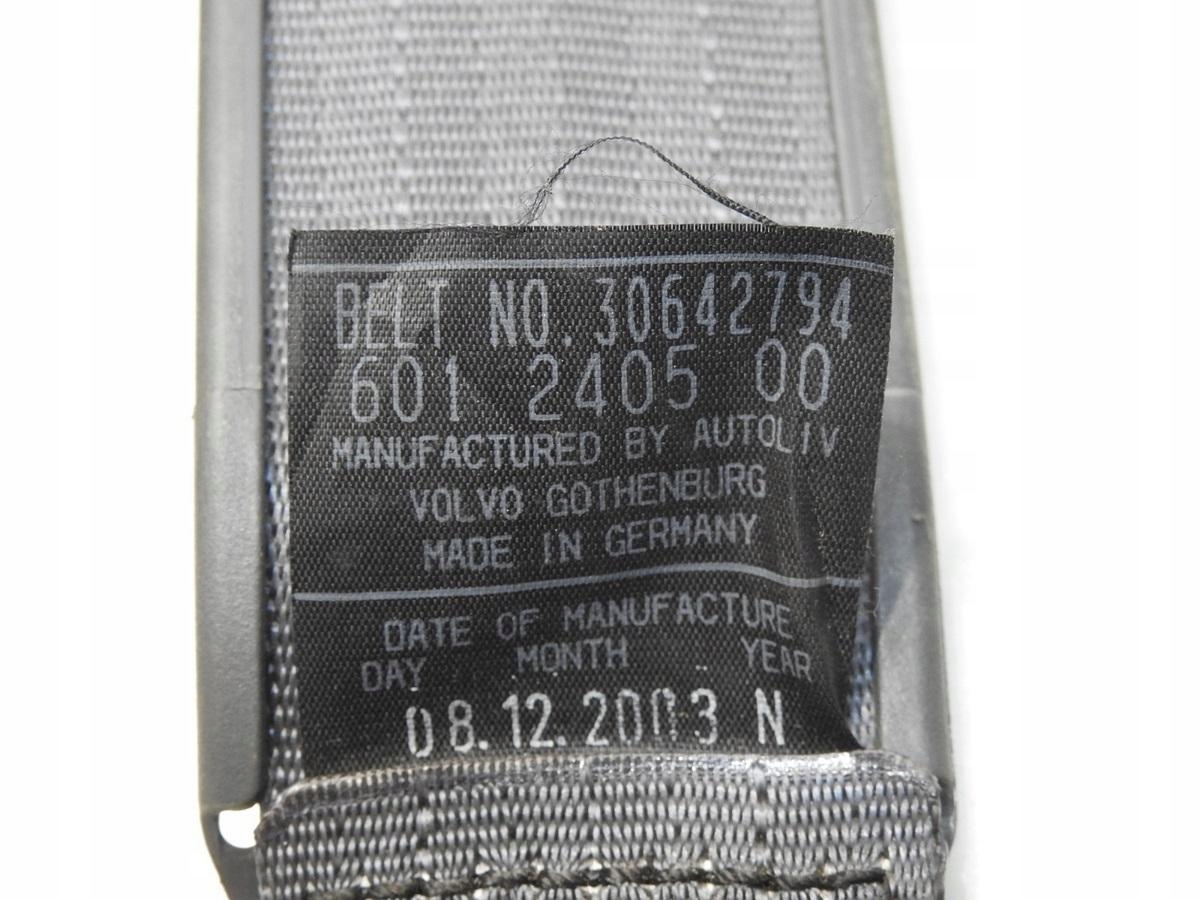 BELT NO. 30642794
601 2405 00
MANUFACTURED BY AUTOLIV
VOLVO GOTHENBURG
MADE IN GERMANY
DATE OF MANUFACTURE
DAY MONTH YEAR
08.12.2003 N